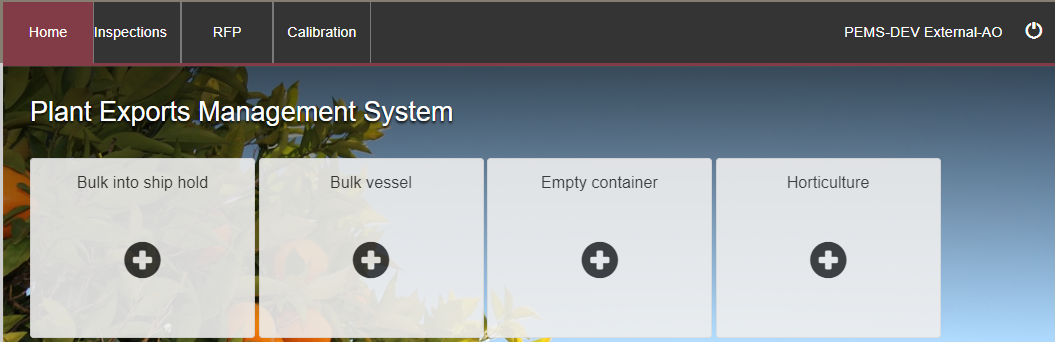 Home Inspections RFP Calibration PEMS-DEV External-AO
Plant Exports Management System
Bulk into ship hold Bulk vessel Empty container Horticulture